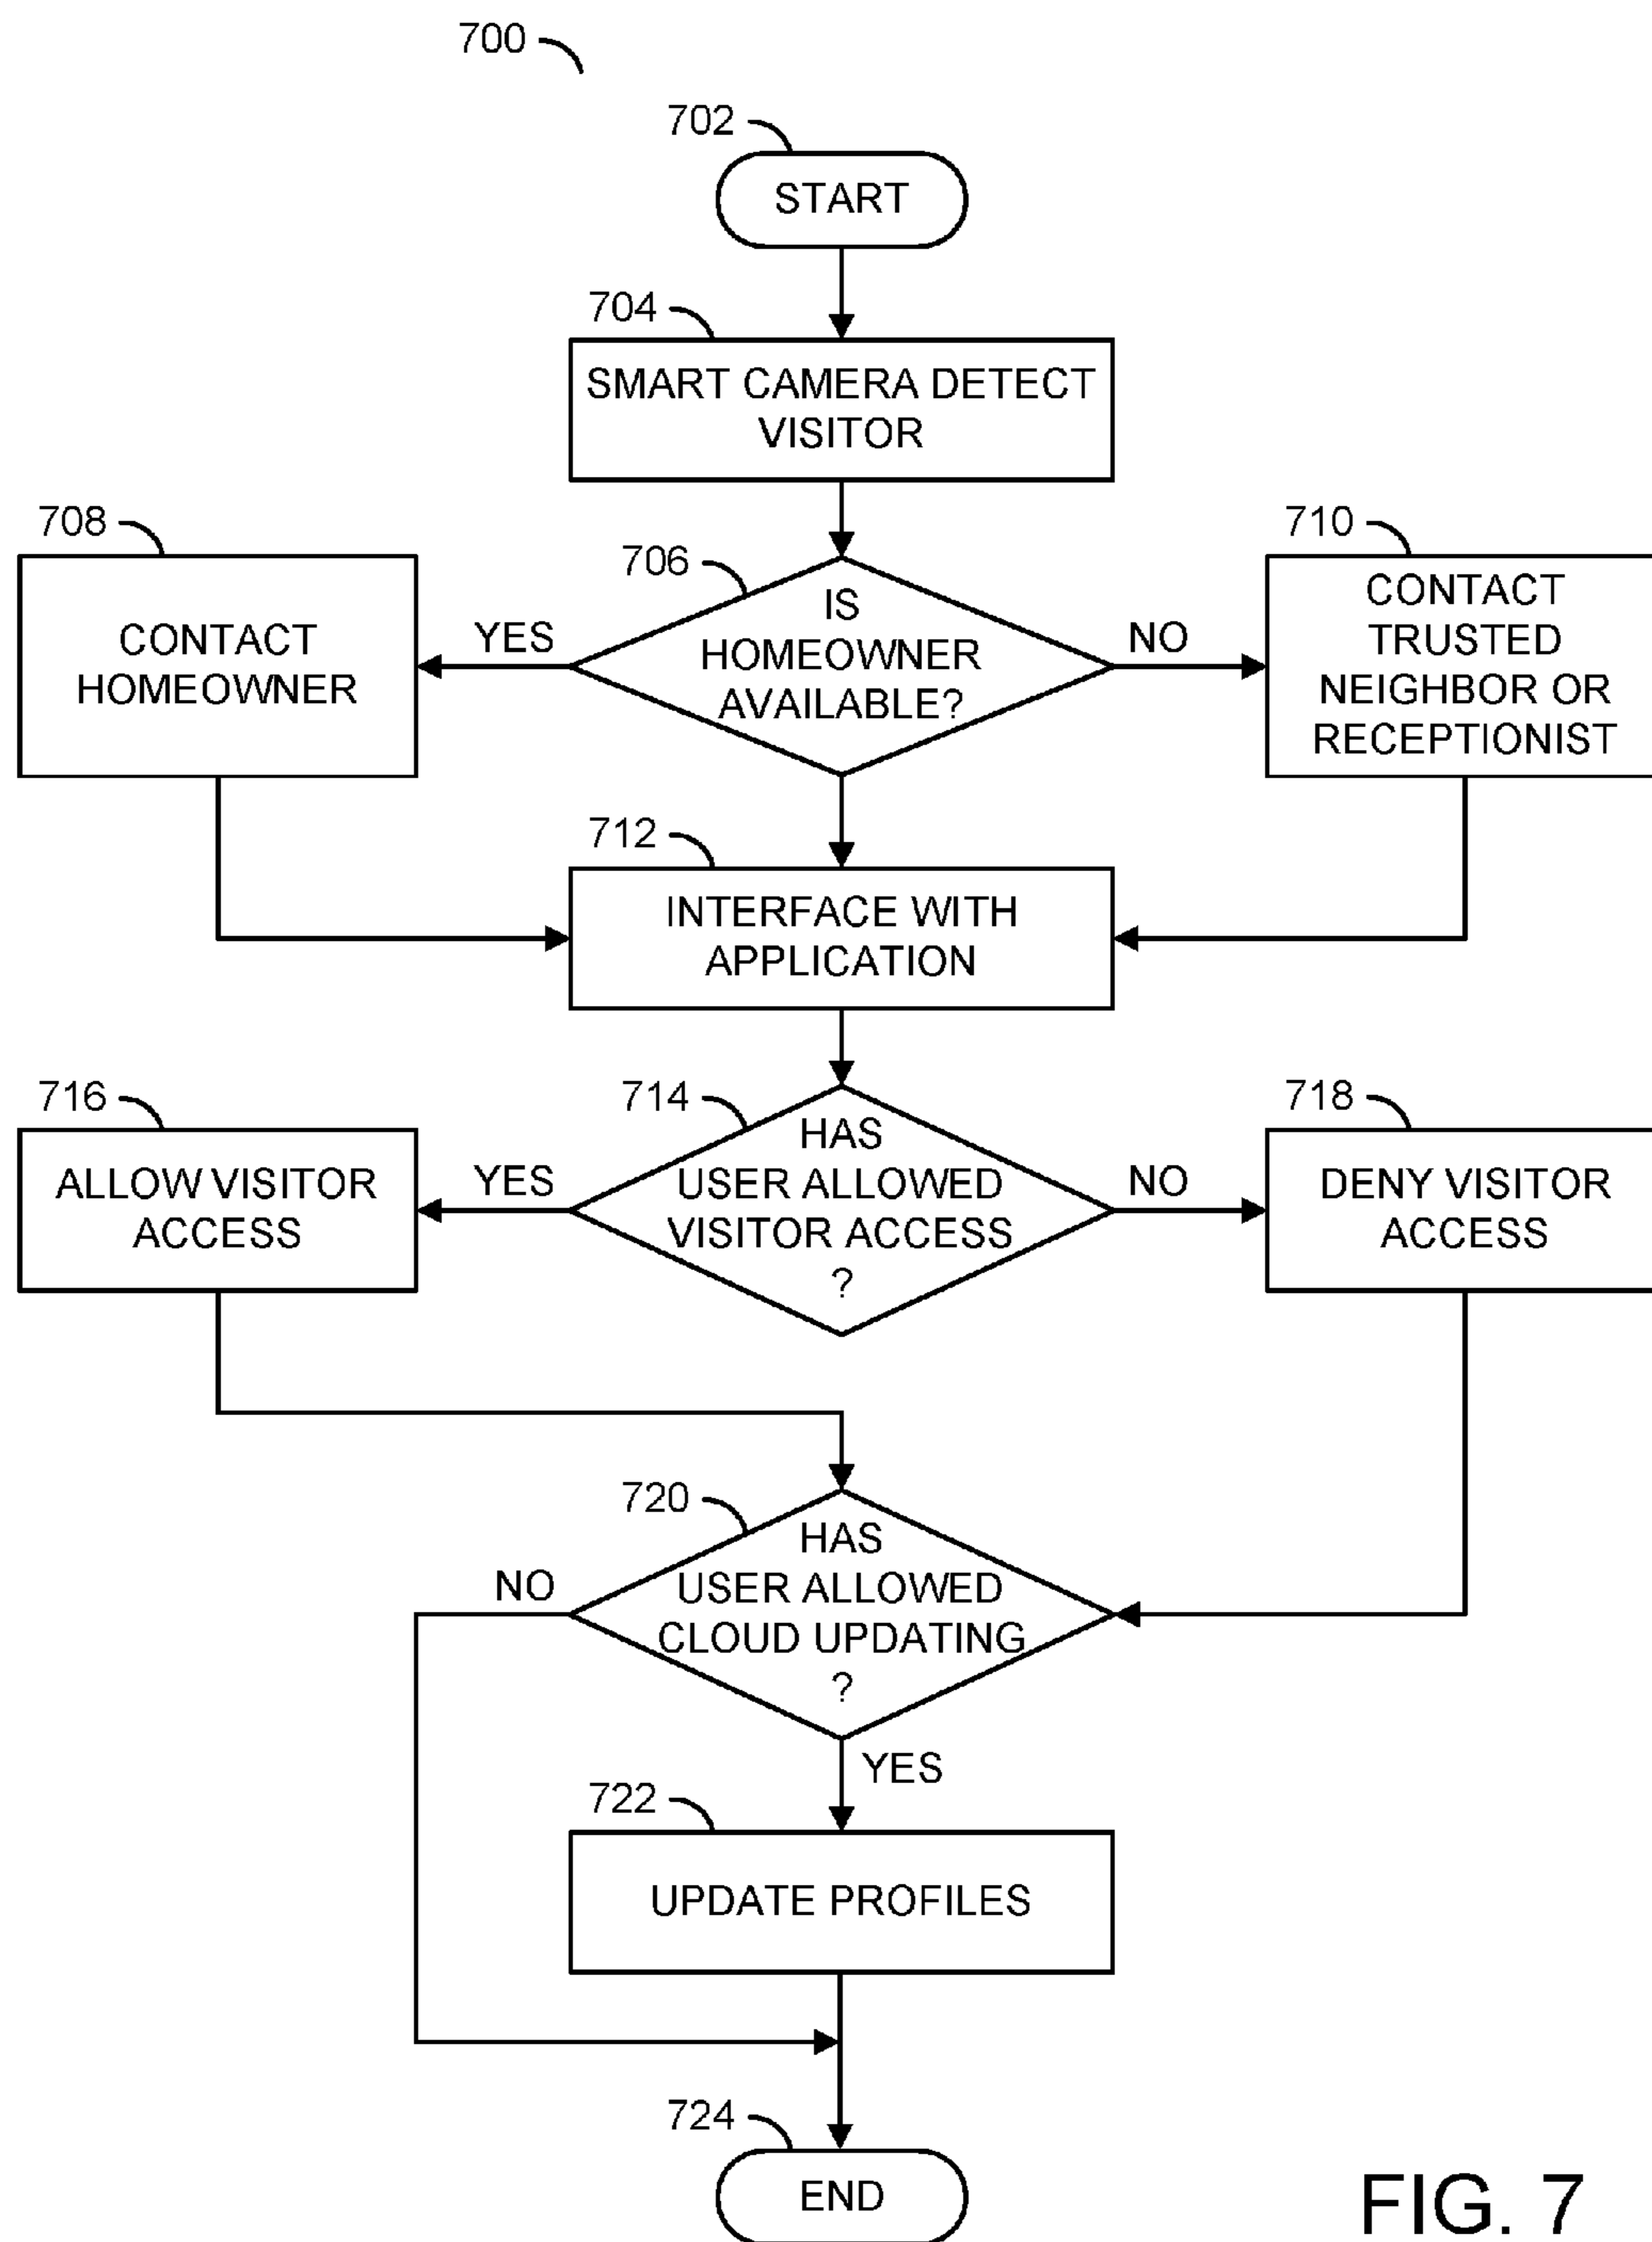 700
702
START
704
SMART CAMERA DETECT
VISITOR
708
CONTACT
HOMEOWNER
706
IS
HOMEOWNER
AVAILABLE?
YES
NO
710
CONTACT
TRUSTED
NEIGHBOR OR
RECEPTIONIST
712
INTERFACE WITH
APPLICATION
716
ALLOW VISITOR
ACCESS
714
HAS
USER ALLOWED
VISITOR ACCESS
?
YES
NO
718
DENY VISITOR
ACCESS
720
HAS
USER ALLOWED
CLOUD UPDATING
?
NO
YES
722
UPDATE PROFILES
724
END
FIG. 7